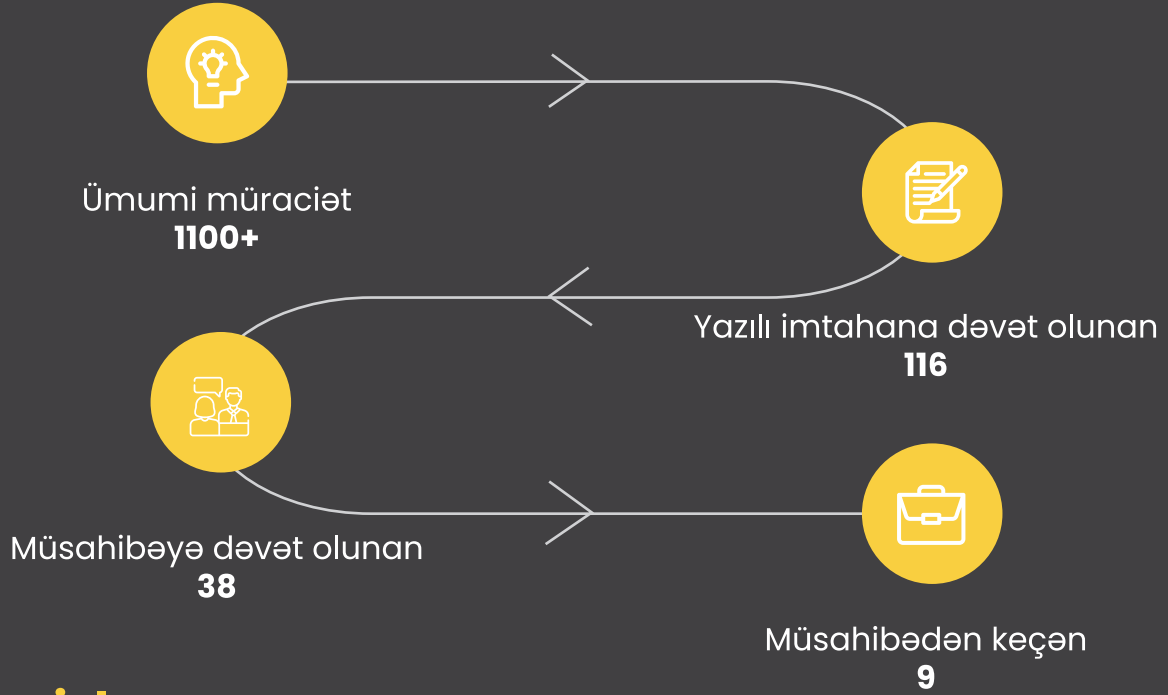 Ümumi müraciət
1100+
Yazılı imtahana dəvət olunan
116
Müsahibəyə dəvət olunan
38
Müsahibədən keçən
9